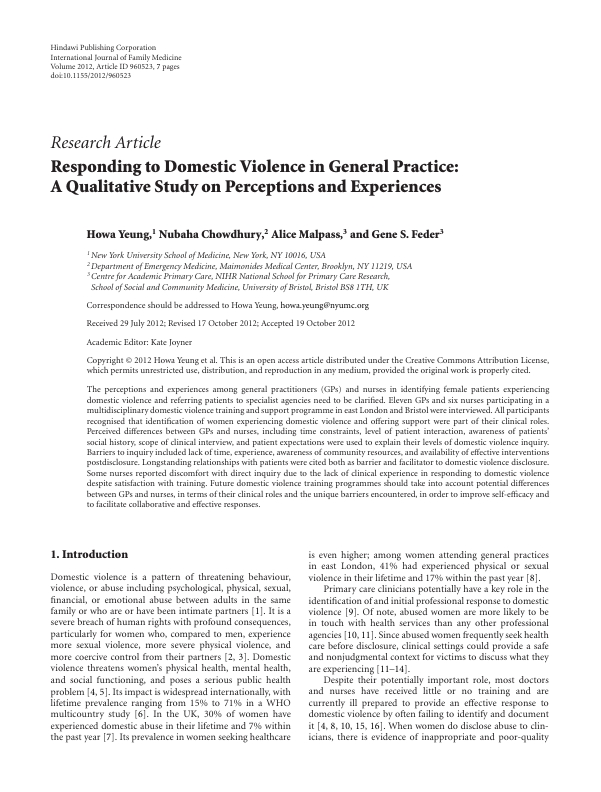 Hindawi Publishing Corporation
International Journal of Family Medicine
Volume 2012, Article ID 960523, 7 pages
doi:10.1155/2012/960523
Research Article
Responding to Domestic Violence in General Practice:
A Qualitative Study on Perceptions and Experiences
Howa Yeung,1 Nubaha Chowdhury,2 Alice Malpass,3 and Gene S. Feder3
1 New York University School of Medicine, New York, NY 10016, USA
2 Department of Emergency Medicine, Maimonides Medical Center, Brooklyn, NY 11219, USA
3 Centre for Academic Primary Care, NIHR National School for Primary Care Research,
School of Social and Community Medicine, University of Bristol, Bristol BS8 1TH, UK
Correspondence should be addressed to Howa Yeung, howa.yeung@nyumc.org
Received 29 July 2012; Revised 17 October 2012; Accepted 19 October 2012
Academic Editor: Kate Joyner
Copyright © 2012 Howa Yeung et al. This is an open access article distributed under the Creative Commons Attribution License,
which permits unrestricted use, distribution, and reproduction in any medium, provided the original work is properly cited.
The perceptions and experiences among general practitioners (GPs) and nurses in identifying female patients experiencing
domestic violence and referring patients to specialist agencies need to be clarified. Eleven GPs and six nurses participating in a
multidisciplinary domestic violence training and support programme in east London and Bristol were interviewed. All participants
recognised that identification of women experiencing domestic violence and offering support were part of their clinical roles.
Perceived differences between GPs and nurses, including time constraints, level of patient interaction, awareness of patients'
social history, scope of clinical interview, and patient expectations were used to explain their levels of domestic violence inquiry.
Barriers to inquiry included lack of time, experience, awareness of community resources, and availability of effective interventions
postdisclosure. Longstanding relationships with patients were cited both as barrier and facilitator to domestic violence disclosure.
Some nurses reported discomfort with direct inquiry due to the lack of clinical experience in responding to domestic violence
despite satisfaction with training. Future domestic violence training programmes should take into account potential differences
between GPs and nurses, in terms of their clinical roles and the unique barriers encountered, in order to improve self-efficacy and
to facilitate collaborative and effective responses.
1. Introduction
Domestic violence is a pattern of threatening behaviour,
violence, or abuse including psychological, physical, sexual,
financial, or emotional abuse between adults in the same
family or who are or have been intimate partners [1]. It is a
severe breach of human rights with profound consequences,
particularly for women who, compared to men, experience
more sexual violence, more severe physical violence, and
more coercive control from their partners [2, 3]. Domestic
violence threatens women's physical health, mental health,
and social functioning, and poses a serious public health
problem [4, 5]. Its impact is widespread internationally, with
lifetime prevalence ranging from 15% to 71% in a WHO
multicountry study [6]. In the UK, 30% of women have
experienced domestic abuse in their lifetime and 7% within
the past year [7]. Its prevalence in women seeking healthcare
is even higher; among women attending general practices
in east London, 41% had experienced physical or sexual
violence in their lifetime and 17% within the past year [8].
Primary care clinicians potentially have a key role in the
identification of and initial professional response to domestic
violence [9]. Of note, abused women are more likely to be
in touch with health services than any other professional
agencies [10, 11]. Since abused women frequently seek health
care before disclosure, clinical settings could provide a safe
and nonjudgmental context for victims to discuss what they
are experiencing [11–14].
Despite their potentially important role, most doctors
and nurses have received little or no training and are
currently ill prepared to provide an effective response to
domestic violence by often failing to identify and document
it [4, 8, 10, 15, 16]. When women do disclose abuse to clin-
icians, there is evidence of inappropriate and poor-quality